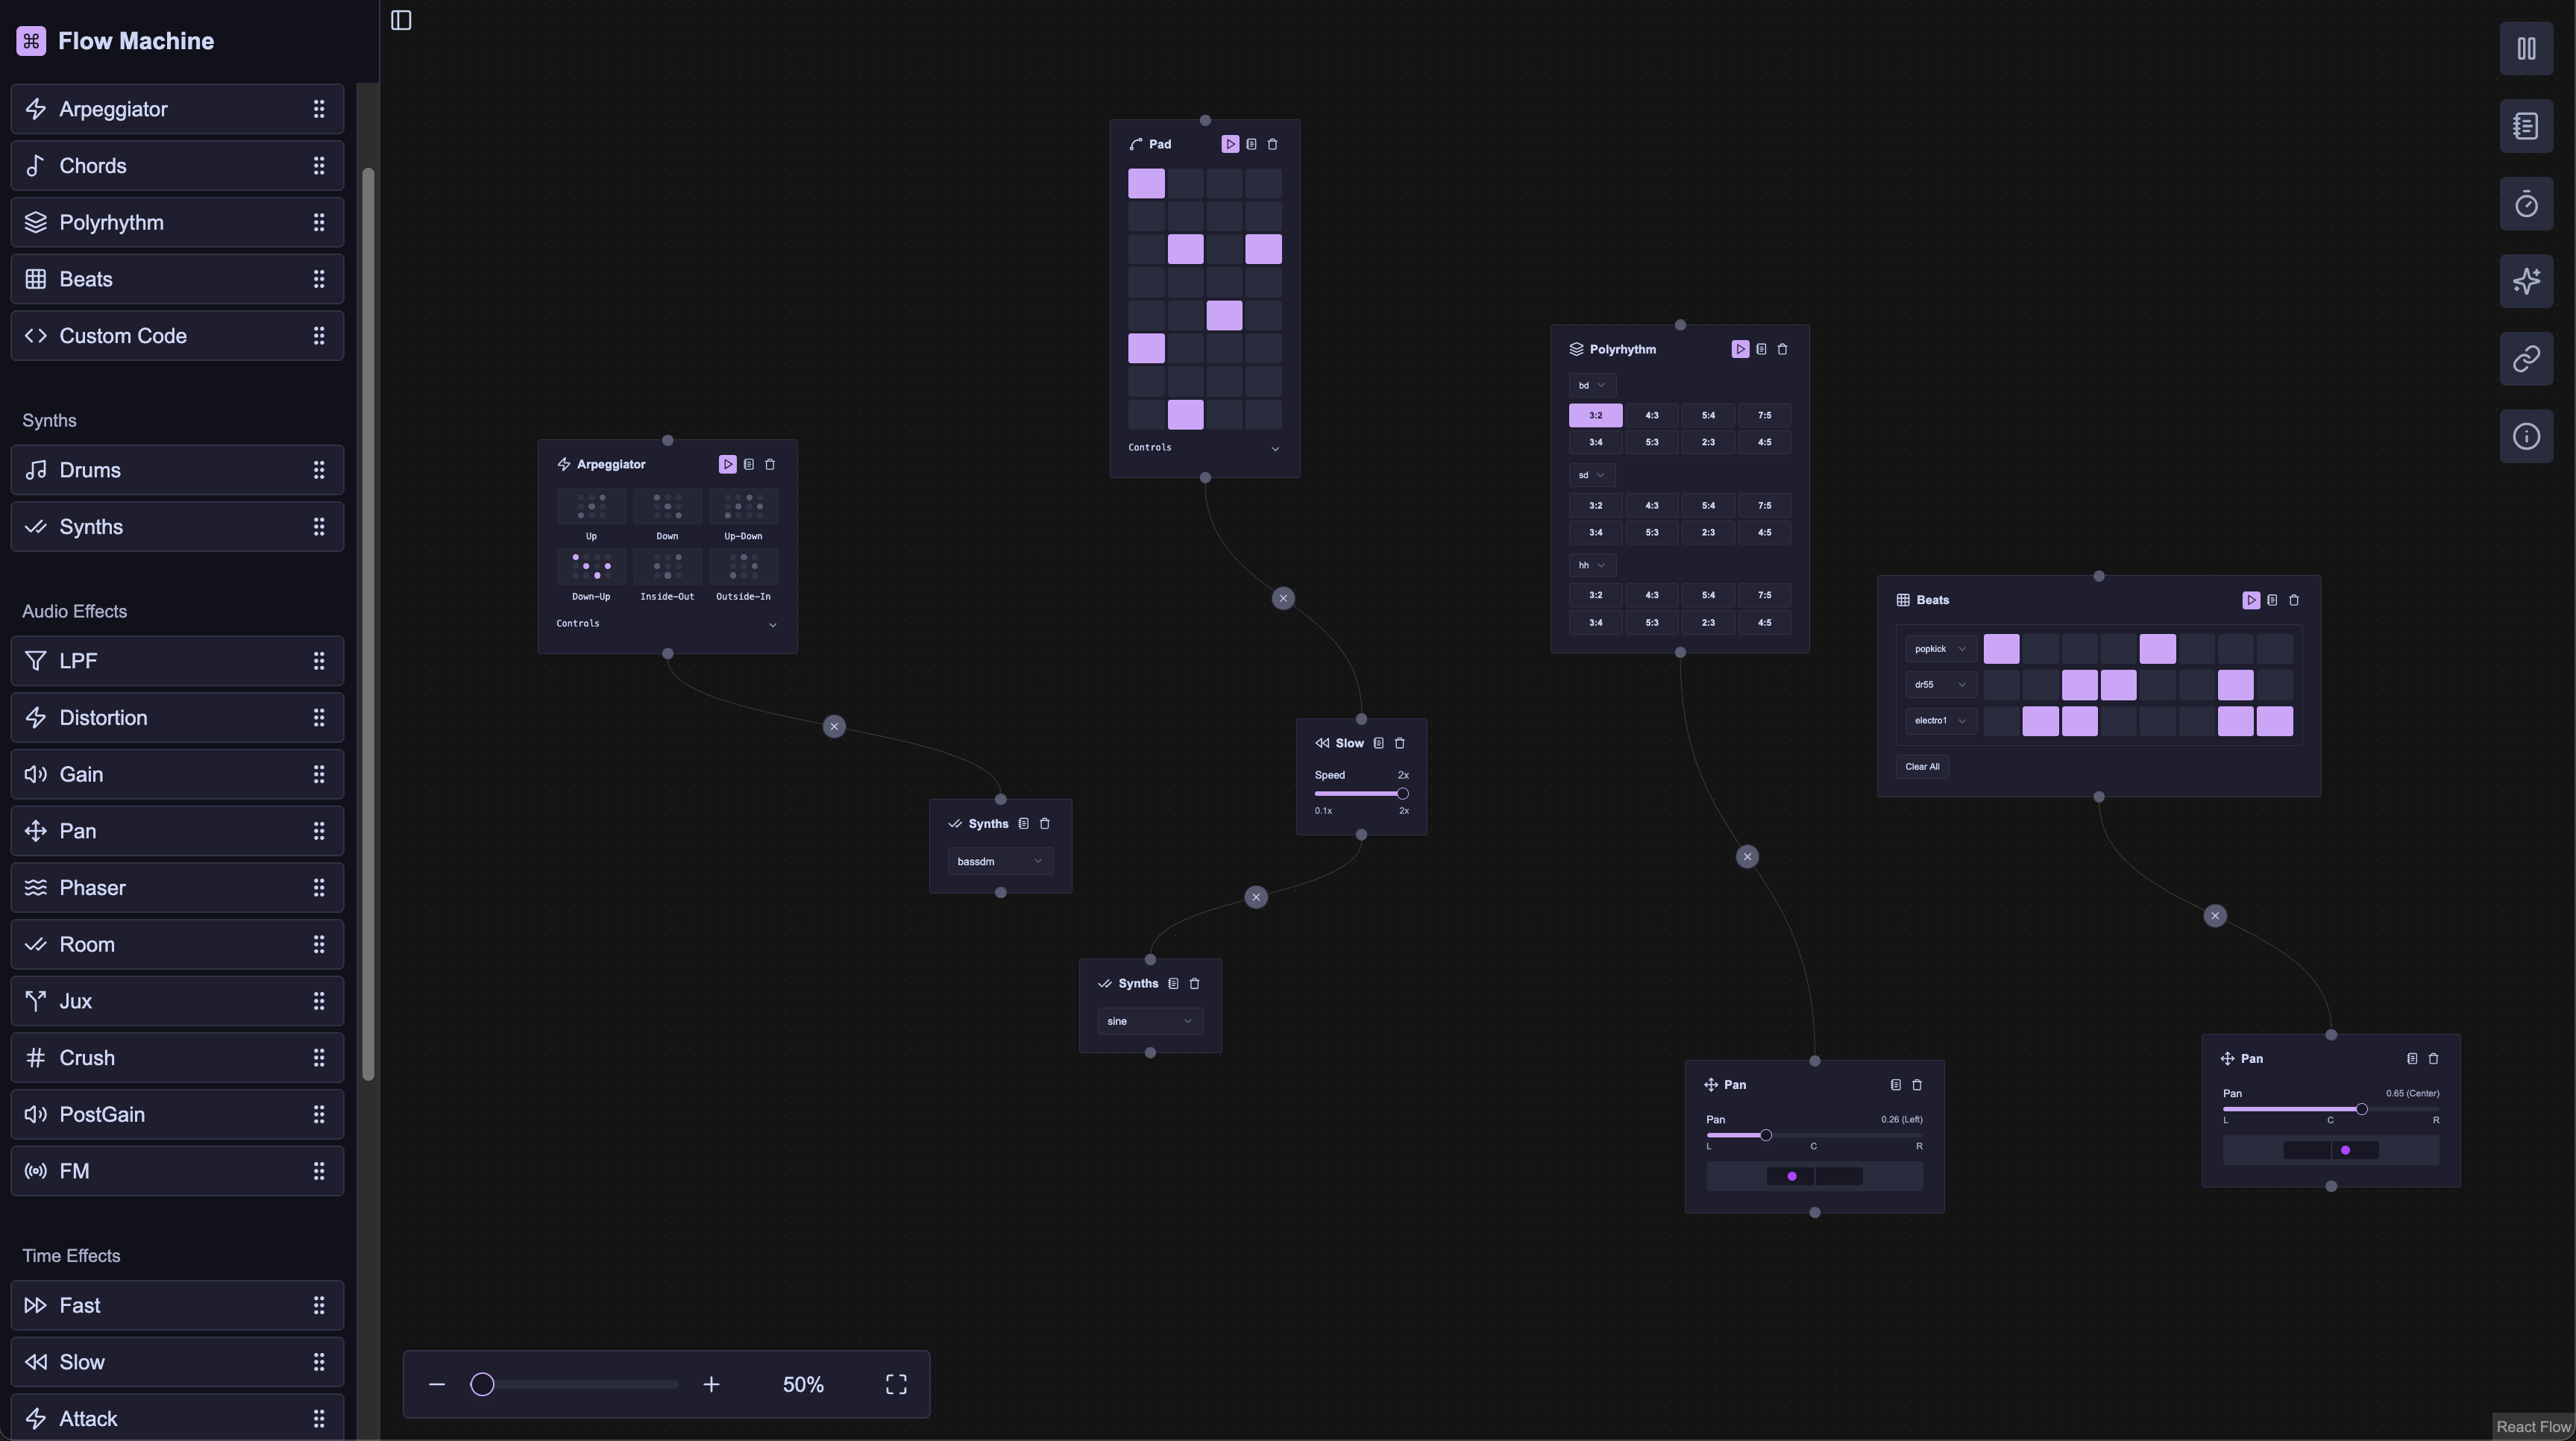 Flow Machine
Arpeggiator
Chords
Polyrhythm
Beats
Custom Code
Synths
Drums
Synths
Audio Effects
LPF
Distortion
Gain
Pan
Phaser
Room
Jux
Crush
PostGain
FM
Time Effects
Fast
Slow
Attack
Arpeggiator
Up Down Up-Down
Down-Up Inside-Out Outside-In
Controls
Pad
Controls
Synths
bassdm
Slow
Speed 2x
0.1x 2x
Synths
sine
Polyrhythm
bd
3:2 4:3 5:4 7:5
3:4 5:3 2:3 4:5
sd
3:2 4:3 5:4 7:5
3:4 5:3 2:3 4:5
hh
3:2 4:3 5:4 7:5
3:4 5:3 2:3 4:5
Beats
popkick
dr55
electro1
Clear All
Pan
Pan 0.26 (Left)
L C R
Pan
Pan 0.65 (Center)
L C R
50%
React Flow